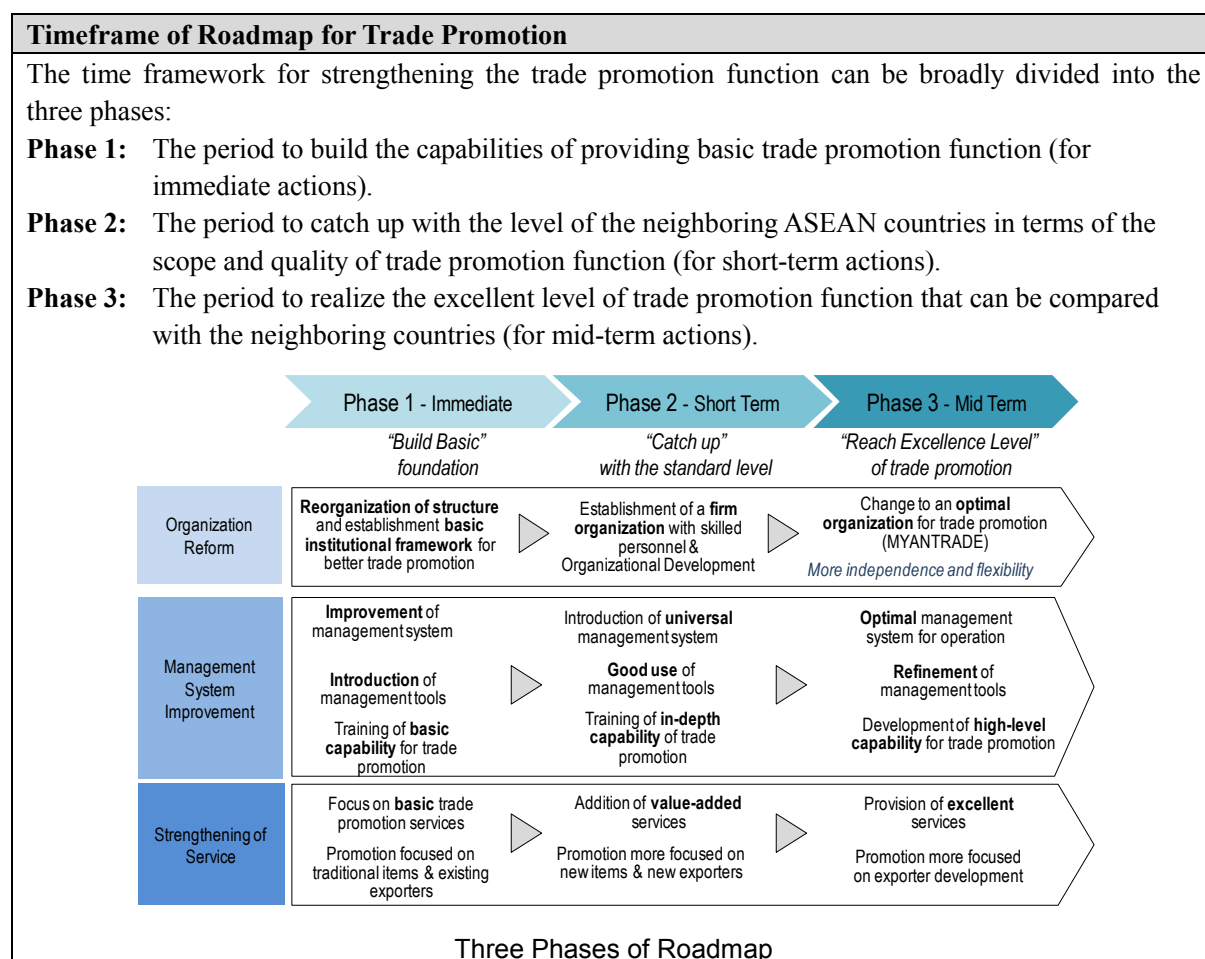 Timeframe of Roadmap for Trade Promotion
The time framework for strengthening the trade promotion function can be broadly divided into the
three phases:
Phase 1: The period to build the capabilities of providing basic trade promotion function (for
immediate actions).
Phase 2: The period to catch up with the level of the neighboring ASEAN countries in terms of the
scope and quality of trade promotion function (for short-term actions).
Phase 3: The period to realize the excellent level of trade promotion function that can be compared
with the neighboring countries (for mid-term actions).
Phase 1 - Immediate
Phase 2 - Short Term
Phase 3 - Mid Term
“Build Basic”
foundation
“Catch up”
with the standard level
“Reach Excellence Level”
of trade promotion
Organization
Reform
Reorganization of structure
and establishment basic
institutional framework for
better trade promotion
Establishment of a firm
organization with skilled
personnel &
Organizational Development
Change to an optimal
organization for trade promotion
(MYANTRADE)
More independence and flexibility
Management
System
Improvement
Improvement of
management system
Introduction of
management tools
Training of basic
capability for trade
promotion
Introduction of universal
management system
Good use of
management tools
Training of in-depth
capability of trade
promotion
Optimal management
system for operation
Refinement of
management tools
Development of high-level
capability for trade promotion
Strengthening of
Service
Focus on basic trade
promotion services
Promotion focused on
traditional items & existing
exporters
Addition of value-added
services
Promotion more focused on
new items & new exporters
Provision of excellent
services
Promotion more focused
on exporter development
Three Phases of Roadmap